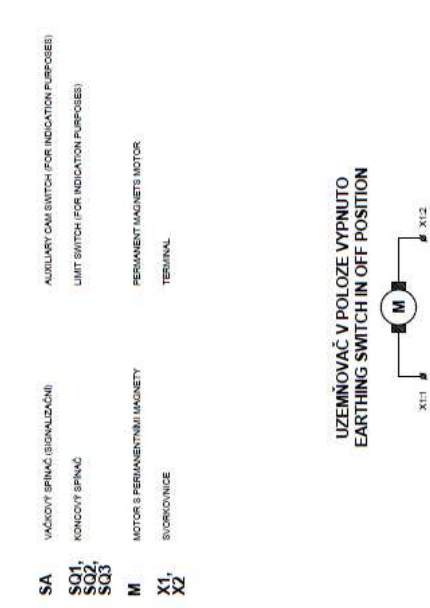 SA VAČKOVÝ SPÍNAČ (SIGNALIZAČNÍ) AUXILIARY CAM SWITCH (FOR INDICATION PURPOSES)
SQ1, KONCOVÝ SPÍNAČ LIMIT SWITCH (FOR INDICATION PURPOSES)
SQ2,
SQ3
M MOTOR S PERMANENTNÍMI MAGNETY PERMANENT MAGNETS MOTOR
X1, SVORKOVNICE TERMINAL
X2
UZEMŇOVAČ V POLOZE VYPNUTO
EARTHING SWITCH IN OFF POSITION
M
X1:1 X1:2